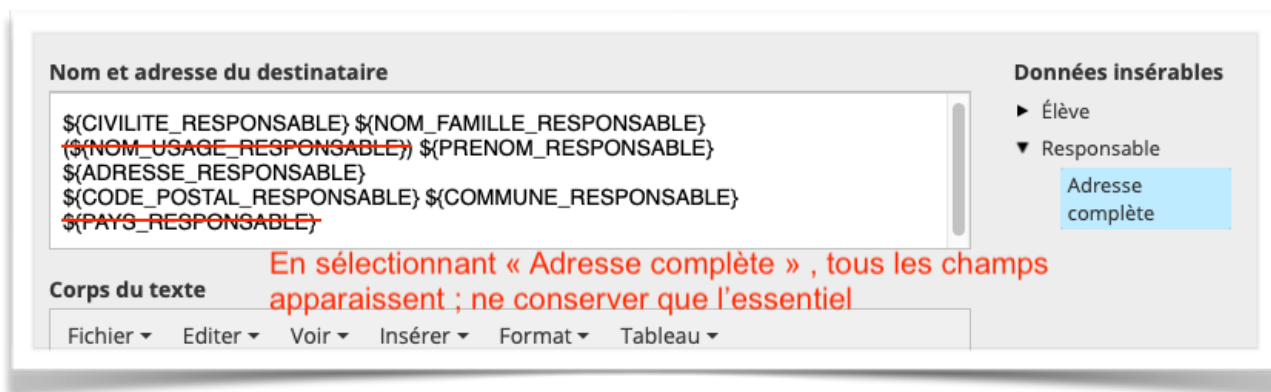 Nom et adresse du destinataire
${CIVILITE_RESPONSABLE} ${NOM_FAMILLE_RESPONSABLE}
(${NOM_USAGE_RESPONSABLE}) ${PRENOM_RESPONSABLE}
${ADRESSE_RESPONSABLE}
${CODE_POSTAL_RESPONSABLE} ${COMMUNE_RESPONSABLE}
${PAYS_RESPONSABLE}
Données insérables
► Élève
▼ Responsable
Adresse
complète
En sélectionnant « Adresse complète » , tous les champs
apparaissent ; ne conserver que l'essentiel
Corps du texte
Fichier Editer Voir Insérer Format Tableau